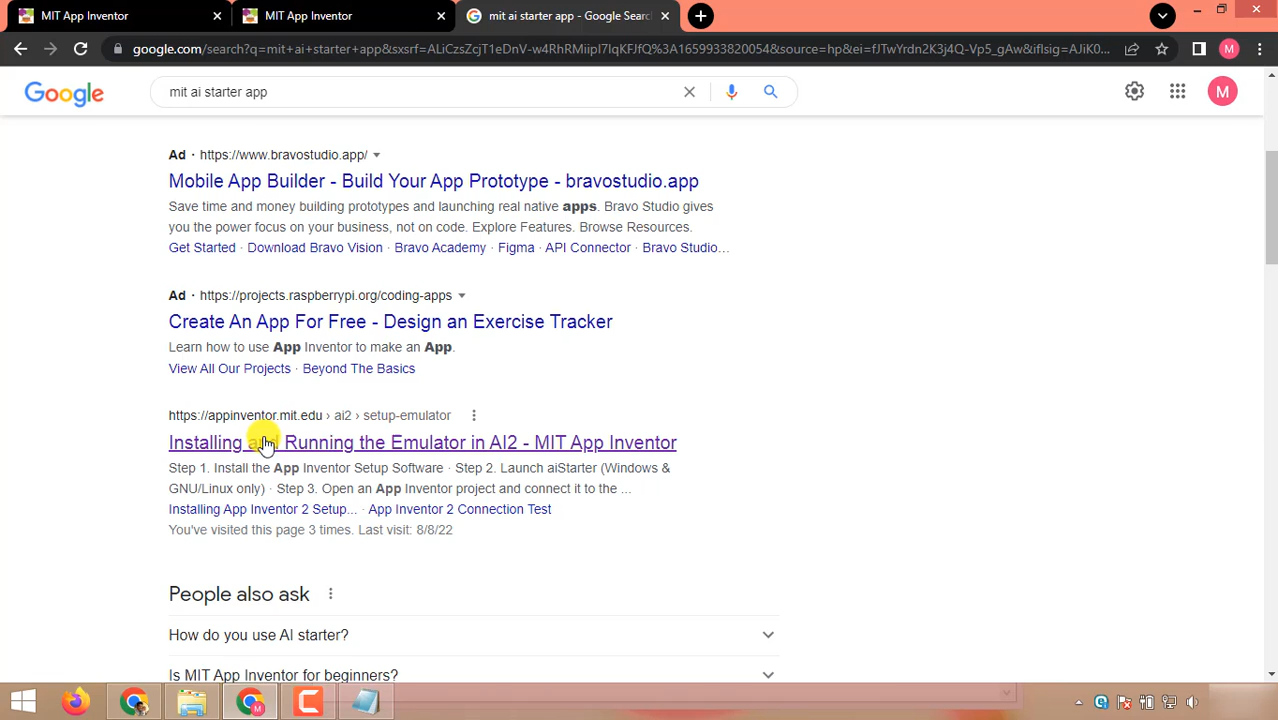 MIT App Inventor
MIT App Inventor
mit ai starter app - Google Searc
google.com/search?q=mit+ai+starter+app&sxsrf=ALiCzsZcjT1eDnV-w4RhRMiipI7IqKFJfQ%3A1659933820054&source=hp&ei=fJTwYrdn2K3j4Q-Vp5_gAw&iflsig=AJiK0...
M
Google
mit ai starter app
M
Ad · https://www.bravostudio.app/
Mobile App Builder - Build Your App Prototype - bravostudio.app
Save time and money building prototypes and launching real native apps. Bravo Studio gives
you the power focus on your business, not on code. Explore Features. Browse Resources.
Get Started · Download Bravo Vision · Bravo Academy · Figma · API Connector · Bravo Studio...
Ad · https://projects.raspberrypi.org/coding-apps
Create An App For Free - Design an Exercise Tracker
Learn how to use App Inventor to make an App.
View All Our Projects · Beyond The Basics
https://appinventor.mit.edu › ai2 › setup-emulator
Installing and Running the Emulator in AI2 - MIT App Inventor
Step 1. Install the App Inventor Setup Software · Step 2. Launch aiStarter (Windows &
GNU/Linux only) · Step 3. Open an App Inventor project and connect it to the ...
Installing App Inventor 2 Setup... · App Inventor 2 Connection Test
You've visited this page 3 times. Last visit: 8/8/22
People also ask
How do you use AI starter?
Is MIT App Inventor for beginners?